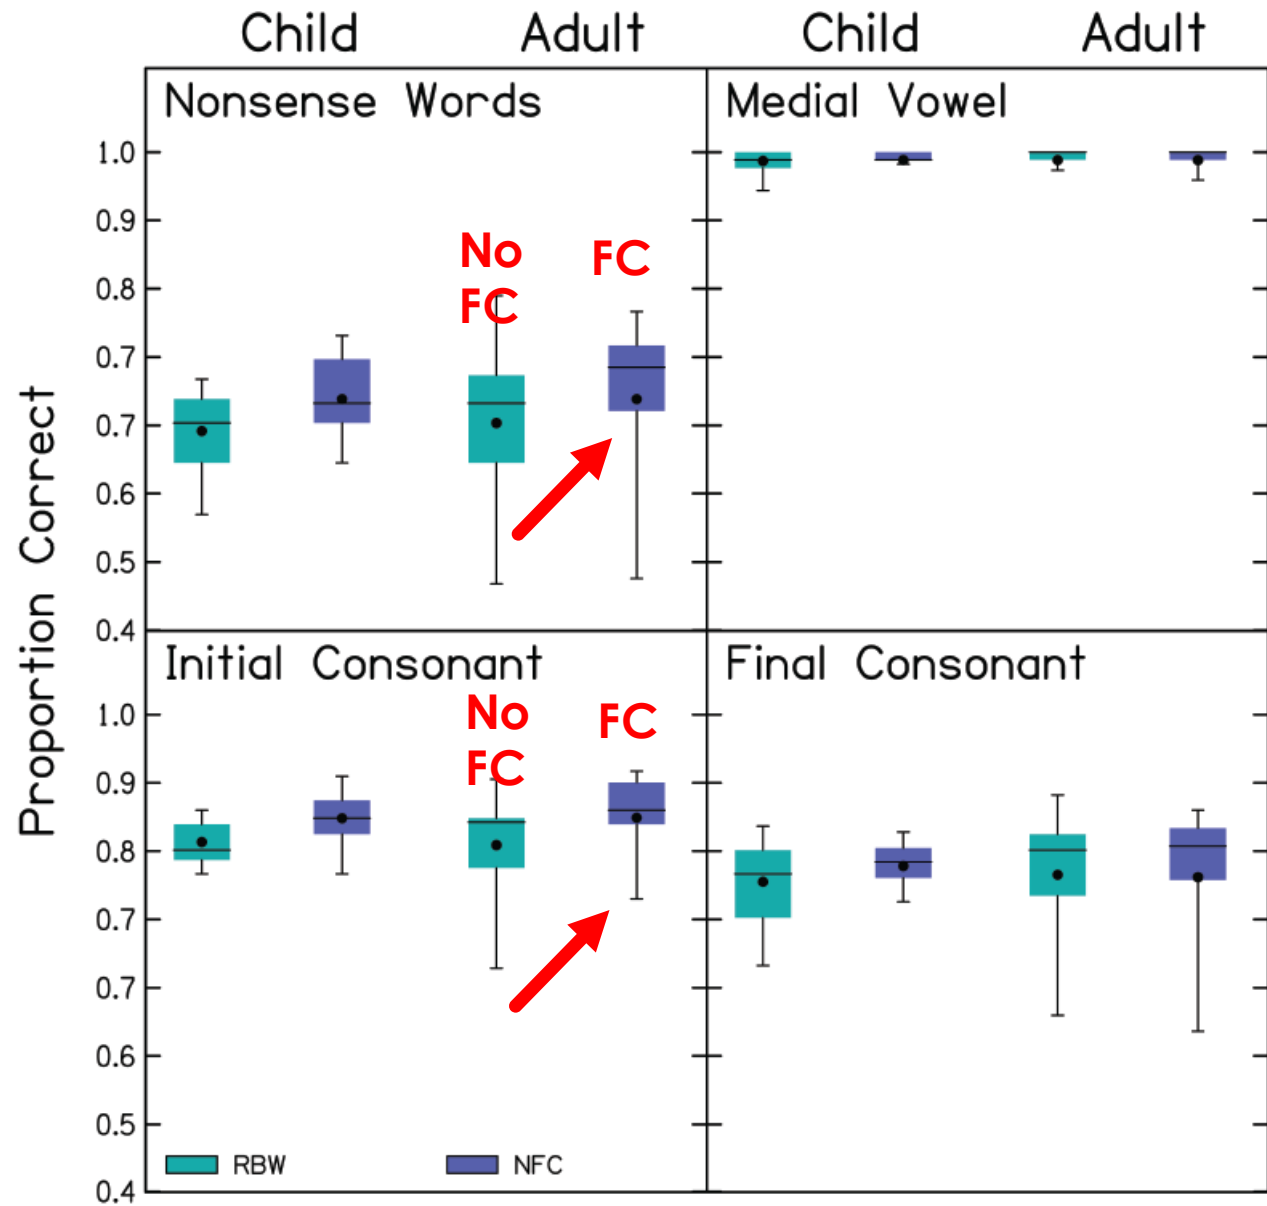 Child Adult Child Adult
Nonsense Words
Medial Vowel
1.0
0.9
0.8
0.7
0.7
0.6
0.5
0.4
No
FC
FC
Proportion Correct
Initial Consonant
Final Consonant
1.0
0.9
0.8
0.7
0.7
0.6
0.5
0.4
No
FC
FC
RBW NFC